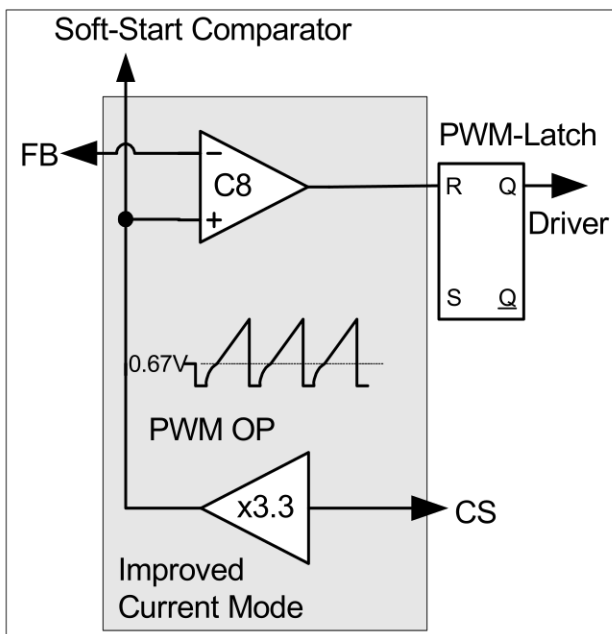 Soft-Start Comparator
FB
−
C8
+
PWM-Latch
R Q
Driver
S Q
0.67V
PWM OP
x3.3
CS
Improved
Current Mode